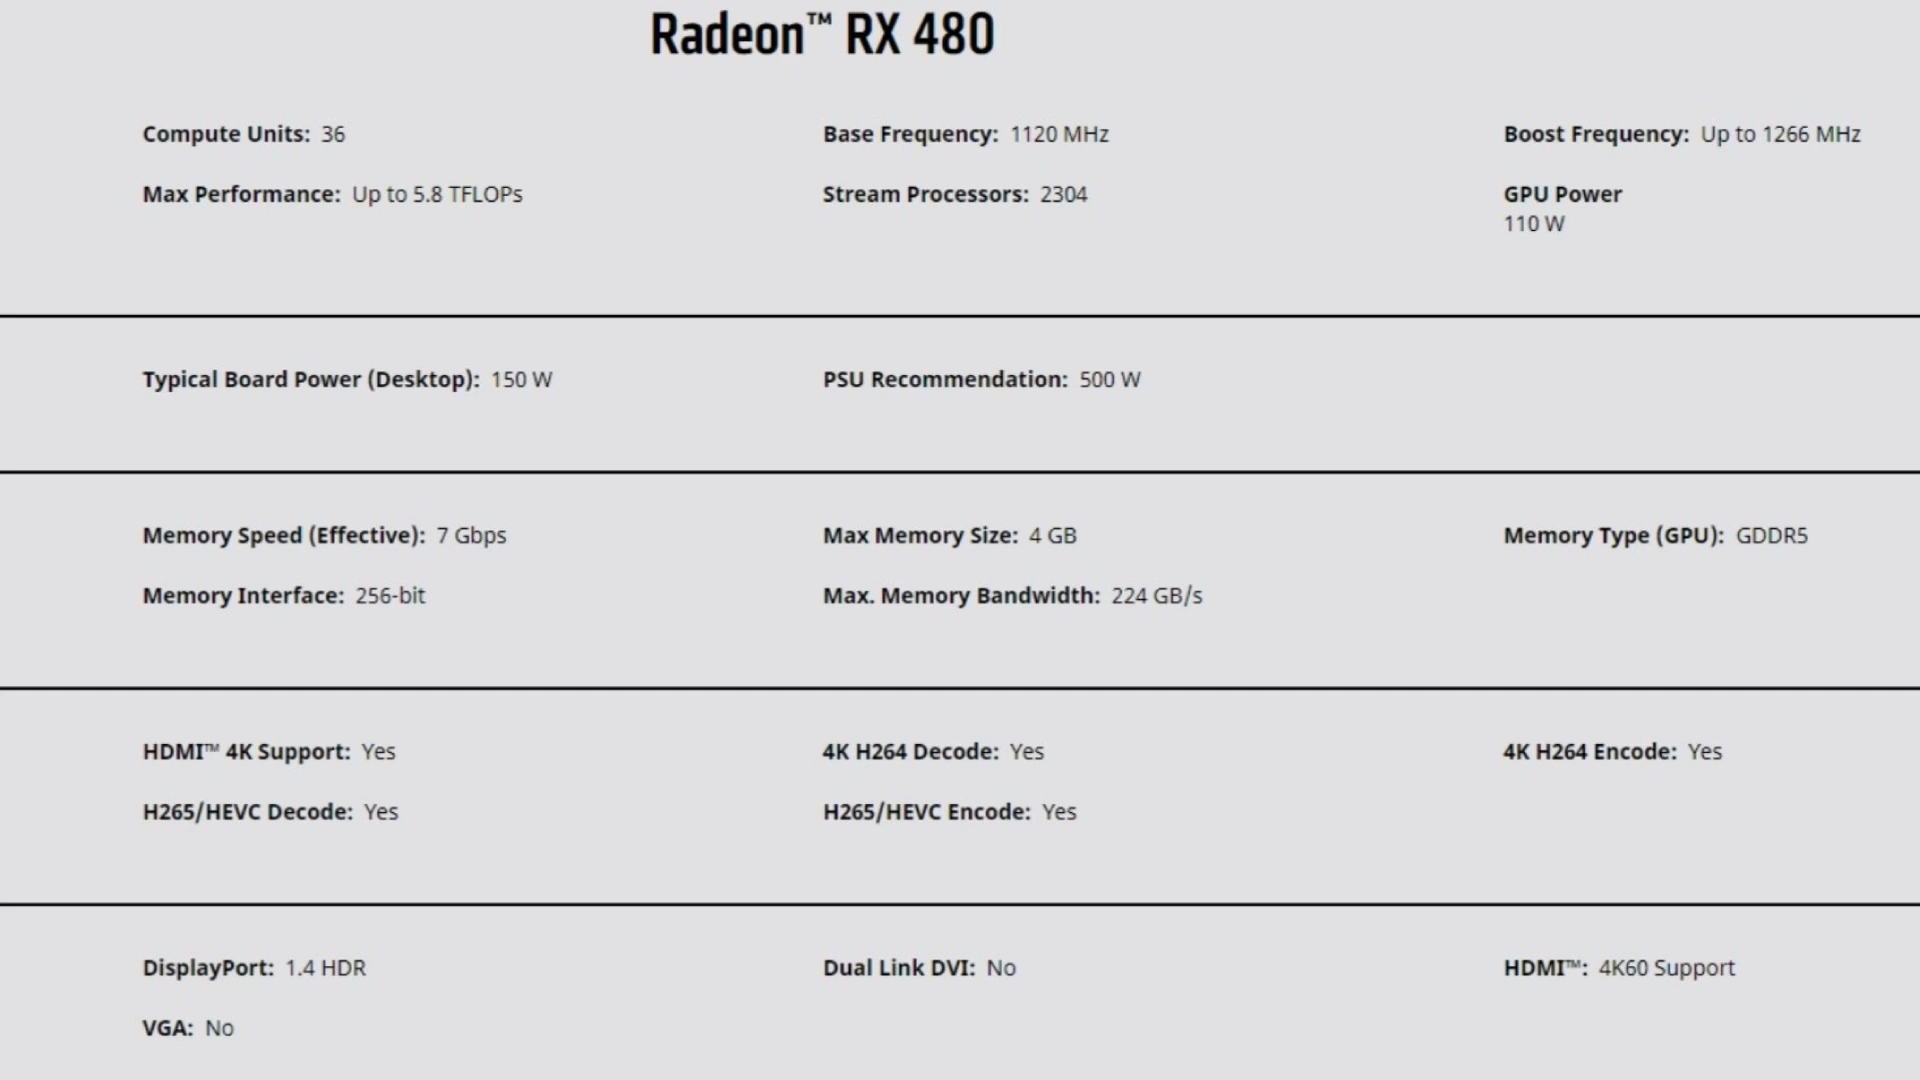 Radeon™ RX 480
Compute Units: 36 Base Frequency: 1120 MHz Boost Frequency: Up to 1266 MHz
Max Performance: Up to 5.8 TFLOPs Stream Processors: 2304 GPU Power
110 W
Typical Board Power (Desktop): 150 W PSU Recommendation: 500 W
Memory Speed (Effective): 7 Gbps Max Memory Size: 4 GB Memory Type (GPU): GDDR5
Memory Interface: 256-bit Max. Memory Bandwidth: 224 GB/s
HDMI™ 4K Support: Yes 4K H264 Decode: Yes 4K H264 Encode: Yes
H265/HEVC Decode: Yes H265/HEVC Encode: Yes
DisplayPort: 1.4 HDR Dual Link DVI: No HDMI™: 4K60 Support
VGA: No